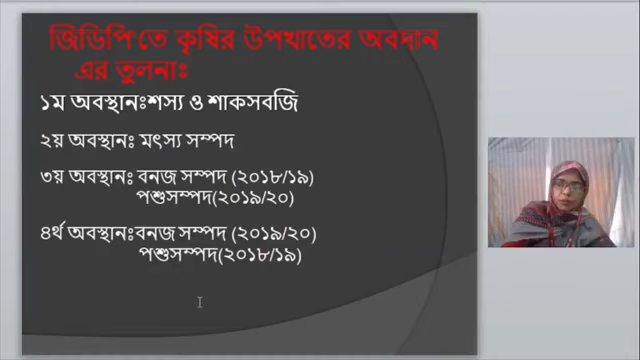 জিডিপি'তে কৃষির উপখাতের অবদান
এর তুলনাঃ
১ম অবস্থানঃশস্য ও শাকসবজি
২য় অবস্থানঃ মৎস্য সম্পদ
৩য় অবস্থানঃ বনজ সম্পদ (২০১৮/১৯)
পশুসম্পদ(২০১৯/২০)
৪র্থ অবস্থানঃবনজ সম্পদ (২০১৯/২০)
পশুসম্পদ(২০১৮/১৯)